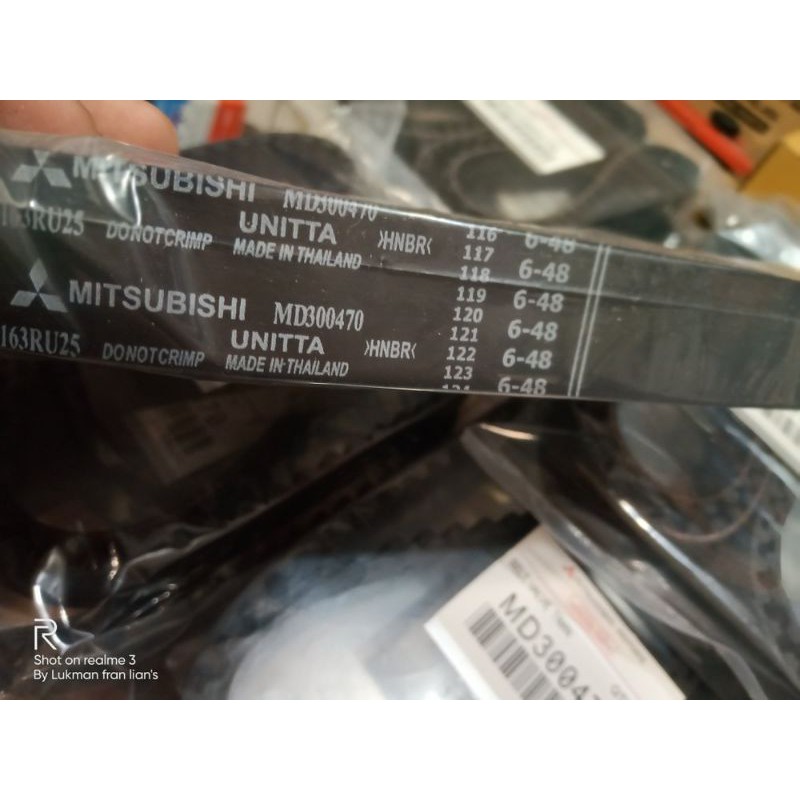 MITSUBISHI MD300470
163RU25 DONOTCRIMP UNITTA MADE IN THAILAND >HNBR<
116 6-48
117
118 6-48
MITSUBISHI MD300470
163RU25 DONOTCRIMP UNITTA MADE IN THAILAND >HNBR<
119 6-48
120
121 6-48
122 6-48
123
6-48
MD30047
R
Shot on realme 3
By Lukman fran lian's